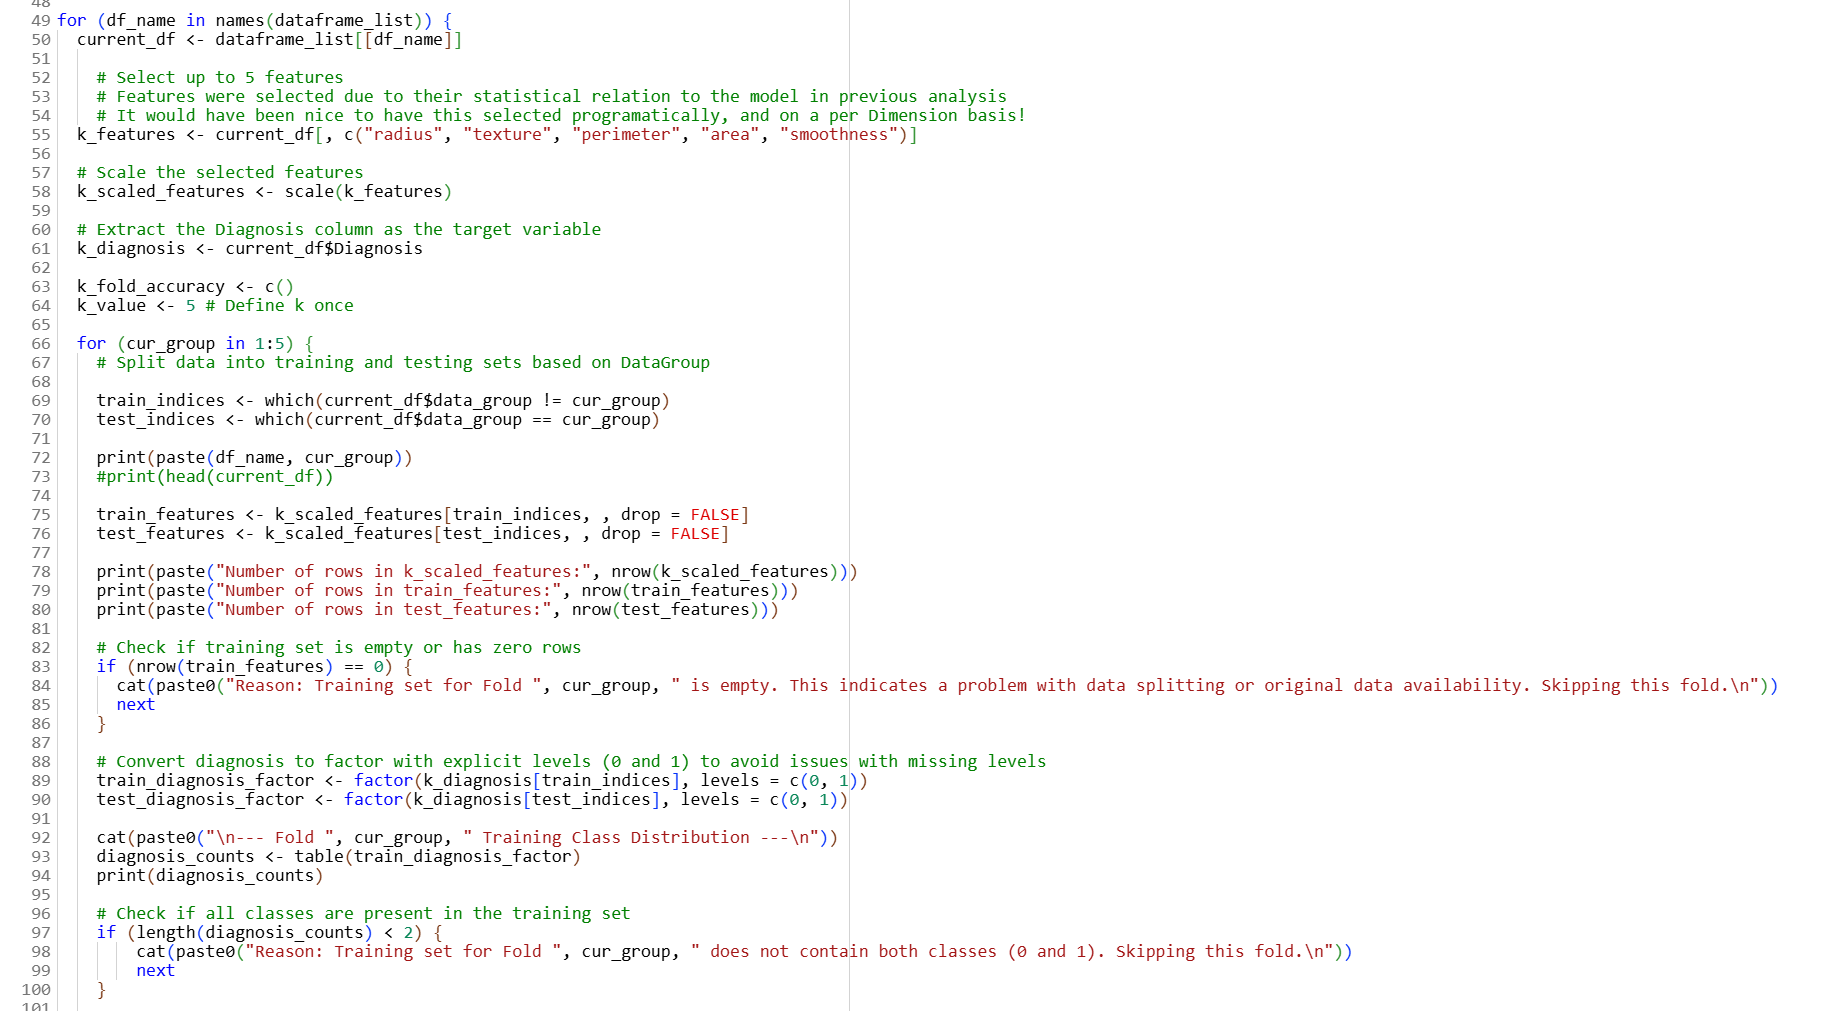 48
49 for (df_name in names(dataframe_list)) {
50   current_df <- dataframe_list[[df_name]]
51
52     # Select up to 5 features
53     # Features were selected due to their statistical relation to the model in previous analysis
54     # It would have been nice to have this selected programatically, and on a per Dimension basis!
55   k_features <- current_df[, c("radius", "texture", "perimeter", "area", "smoothness")]
56
57   # Scale the selected features
58   k_scaled_features <- scale(k_features)
59
60   # Extract the Diagnosis column as the target variable
61   k_diagnosis <- current_df$Diagnosis
62
63   k_fold_accuracy <- c()
64   k_value <- 5 # Define k once
65
66   for (cur_group in 1:5) {
67     # Split data into training and testing sets based on DataGroup
68
69     train_indices <- which(current_df$data_group != cur_group)
70     test_indices <- which(current_df$data_group == cur_group)
71
72     print(paste(df_name, cur_group))
73     #print(head(current_df))
74
75     train_features <- k_scaled_features[train_indices, , drop = FALSE]
76     test_features <- k_scaled_features[test_indices, , drop = FALSE]
77
78     print(paste("Number of rows in k_scaled_features:", nrow(k_scaled_features)))
79     print(paste("Number of rows in train_features:", nrow(train_features)))
80     print(paste("Number of rows in test_features:", nrow(test_features)))
81
82     # Check if training set is empty or has zero rows
83     if (nrow(train_features) == 0) {
84       cat(paste0("Reason: Training set for Fold ", cur_group, " is empty. This indicates a problem with data splitting or original data availability. Skipping this fold.\n"))
85       next
86     }
87
88     # Convert diagnosis to factor with explicit levels (0 and 1) to avoid issues with missing levels
89     train_diagnosis_factor <- factor(k_diagnosis[train_indices], levels = c(0, 1))
90     test_diagnosis_factor <- factor(k_diagnosis[test_indices], levels = c(0, 1))
91
92     cat(paste0("\n--- Fold ", cur_group, " Training Class Distribution ---\n"))
93     diagnosis_counts <- table(train_diagnosis_factor)
94     print(diagnosis_counts)
95
96     # Check if all classes are present in the training set
97     if (length(diagnosis_counts) < 2) {
98         cat(paste0("Reason: Training set for Fold ", cur_group, " does not contain both classes (0 and 1). Skipping this fold.\n"))
99         next
100     }
101